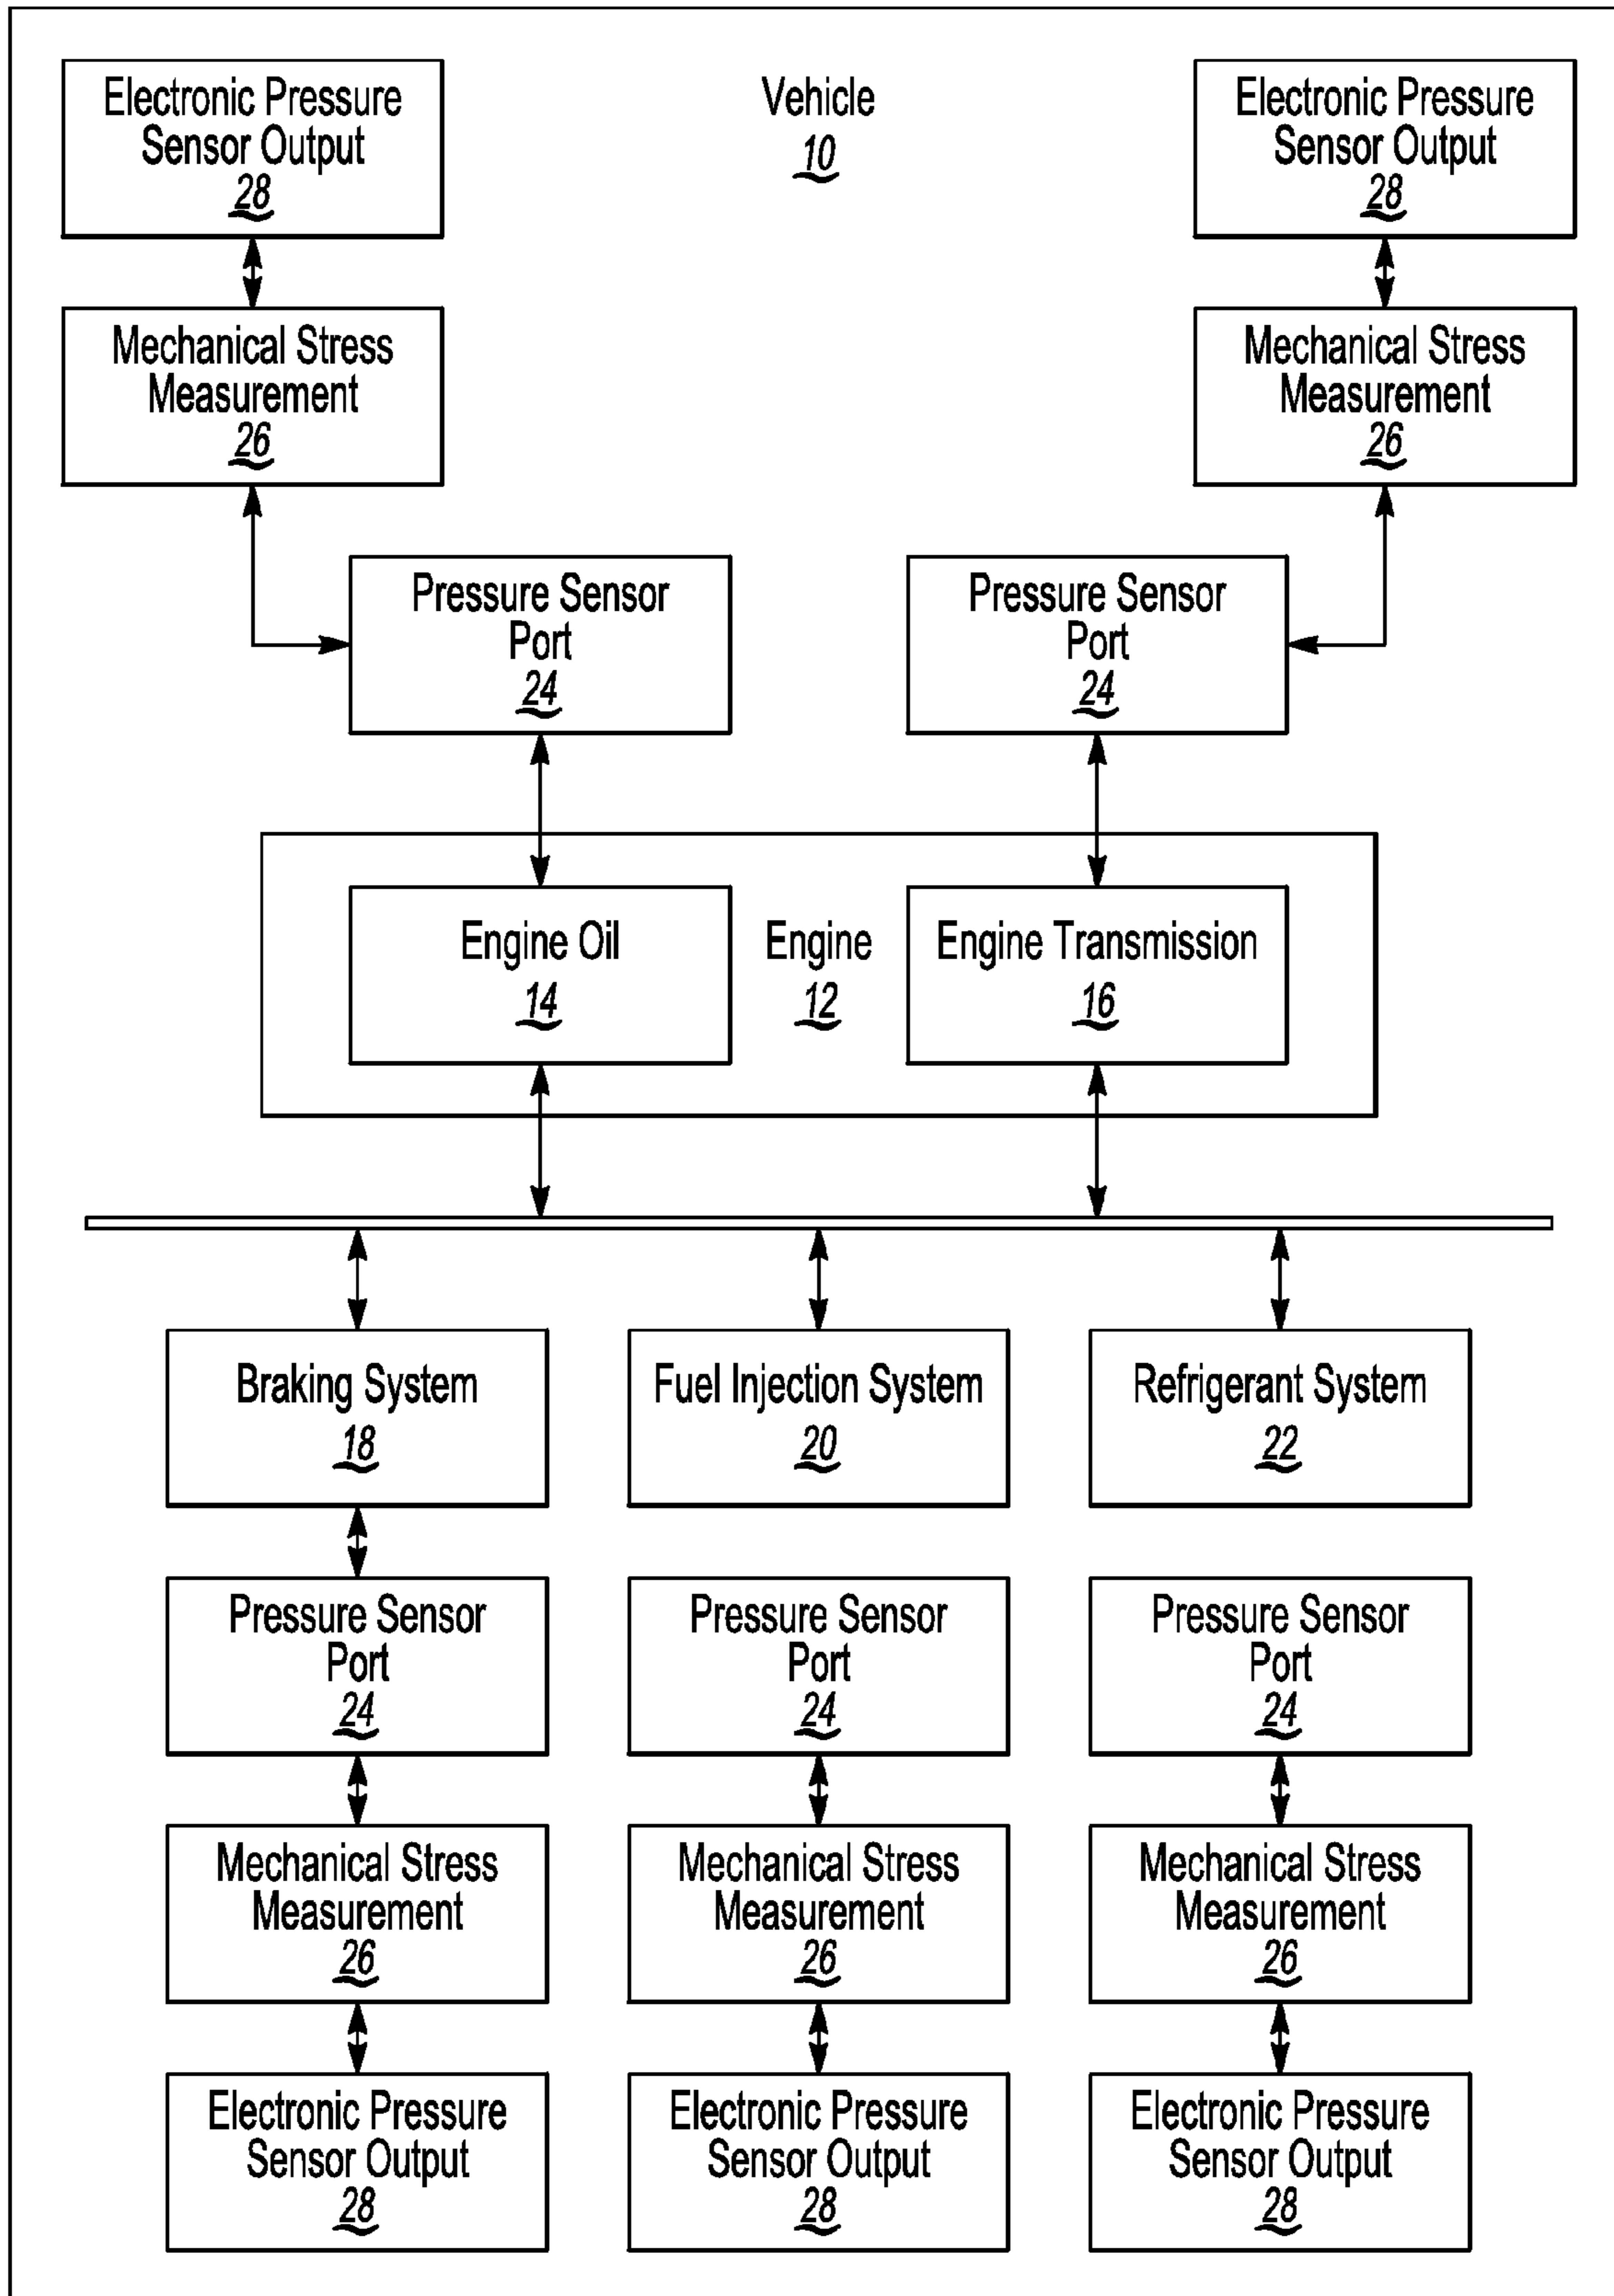 Electronic Pressure
Sensor Output
28
Vehicle
10
Electronic Pressure
Sensor Output
28
Mechanical Stress
Measurement
26
Mechanical Stress
Measurement
26
Pressure Sensor
Port
24
Pressure Sensor
Port
24
Engine Oil
14
Engine
12
Engine Transmission
16
Braking System
18
Fuel Injection System
20
Refrigerant System
22
Pressure Sensor
Port
24
Pressure Sensor
Port
24
Pressure Sensor
Port
24
Mechanical Stress
Measurement
26
Mechanical Stress
Measurement
26
Mechanical Stress
Measurement
26
Electronic Pressure
Sensor Output
28
Electronic Pressure
Sensor Output
28
Electronic Pressure
Sensor Output
28